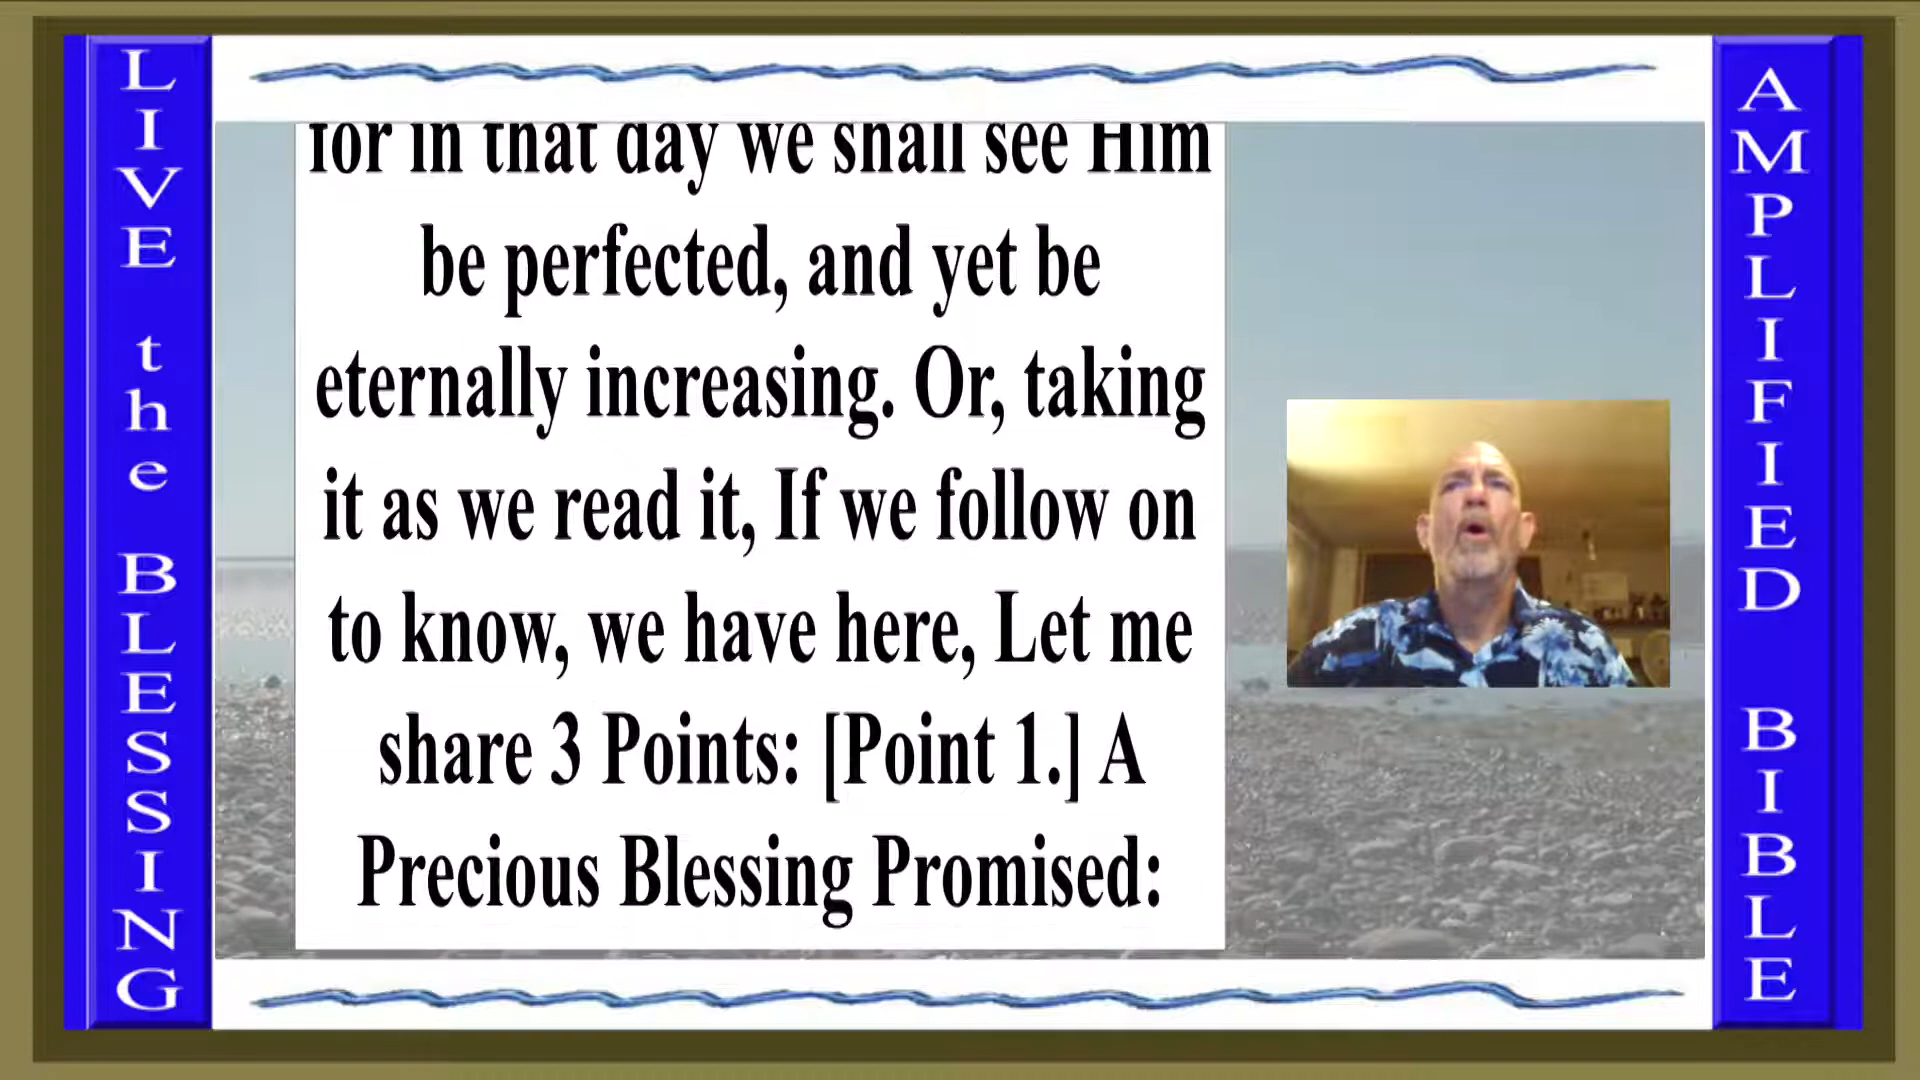 LIVE the BLESSING
for in that day we shall see Him
be perfected, and yet be
eternally increasing. Or, taking
it as we read it, If we follow on
to know, we have here, Let me
share 3 Points: [Point 1.] A
Precious Blessing Promised:
AMPLIFIED BIBLE